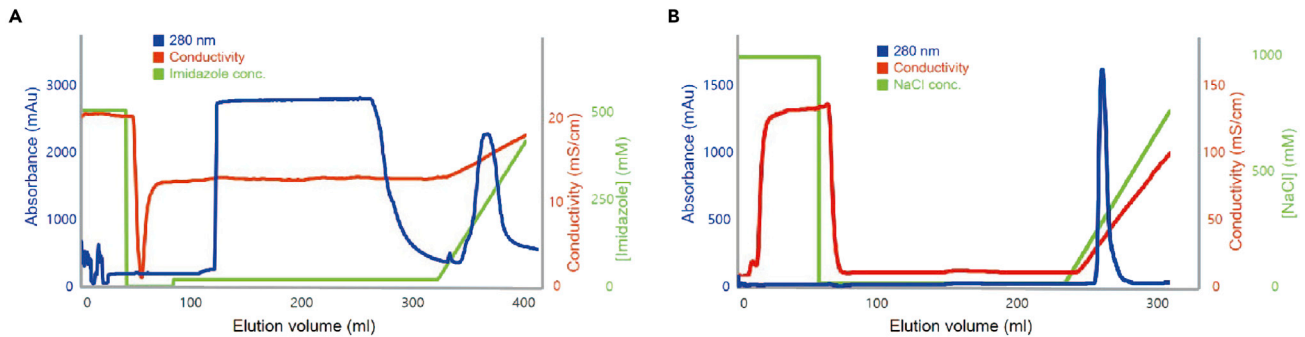 A
280 nm
Conductivity
Imidazole conc.
Absorbance (mAu)
3000
2000
1000
0
0
100
200
300
400
Elution volume (ml)
20
10
0
Conductivity (mS/cm)
500
250
0
[Imidazole] (mM)
B
280 nm
Conductivity
NaCl conc.
Absorbance (mAu)
1500
1000
500
0
0
100
200
300
Elution volume (ml)
150
100
50
0
Conductivity (mS/cm)
1000
500
0
[NaCl] (mM)